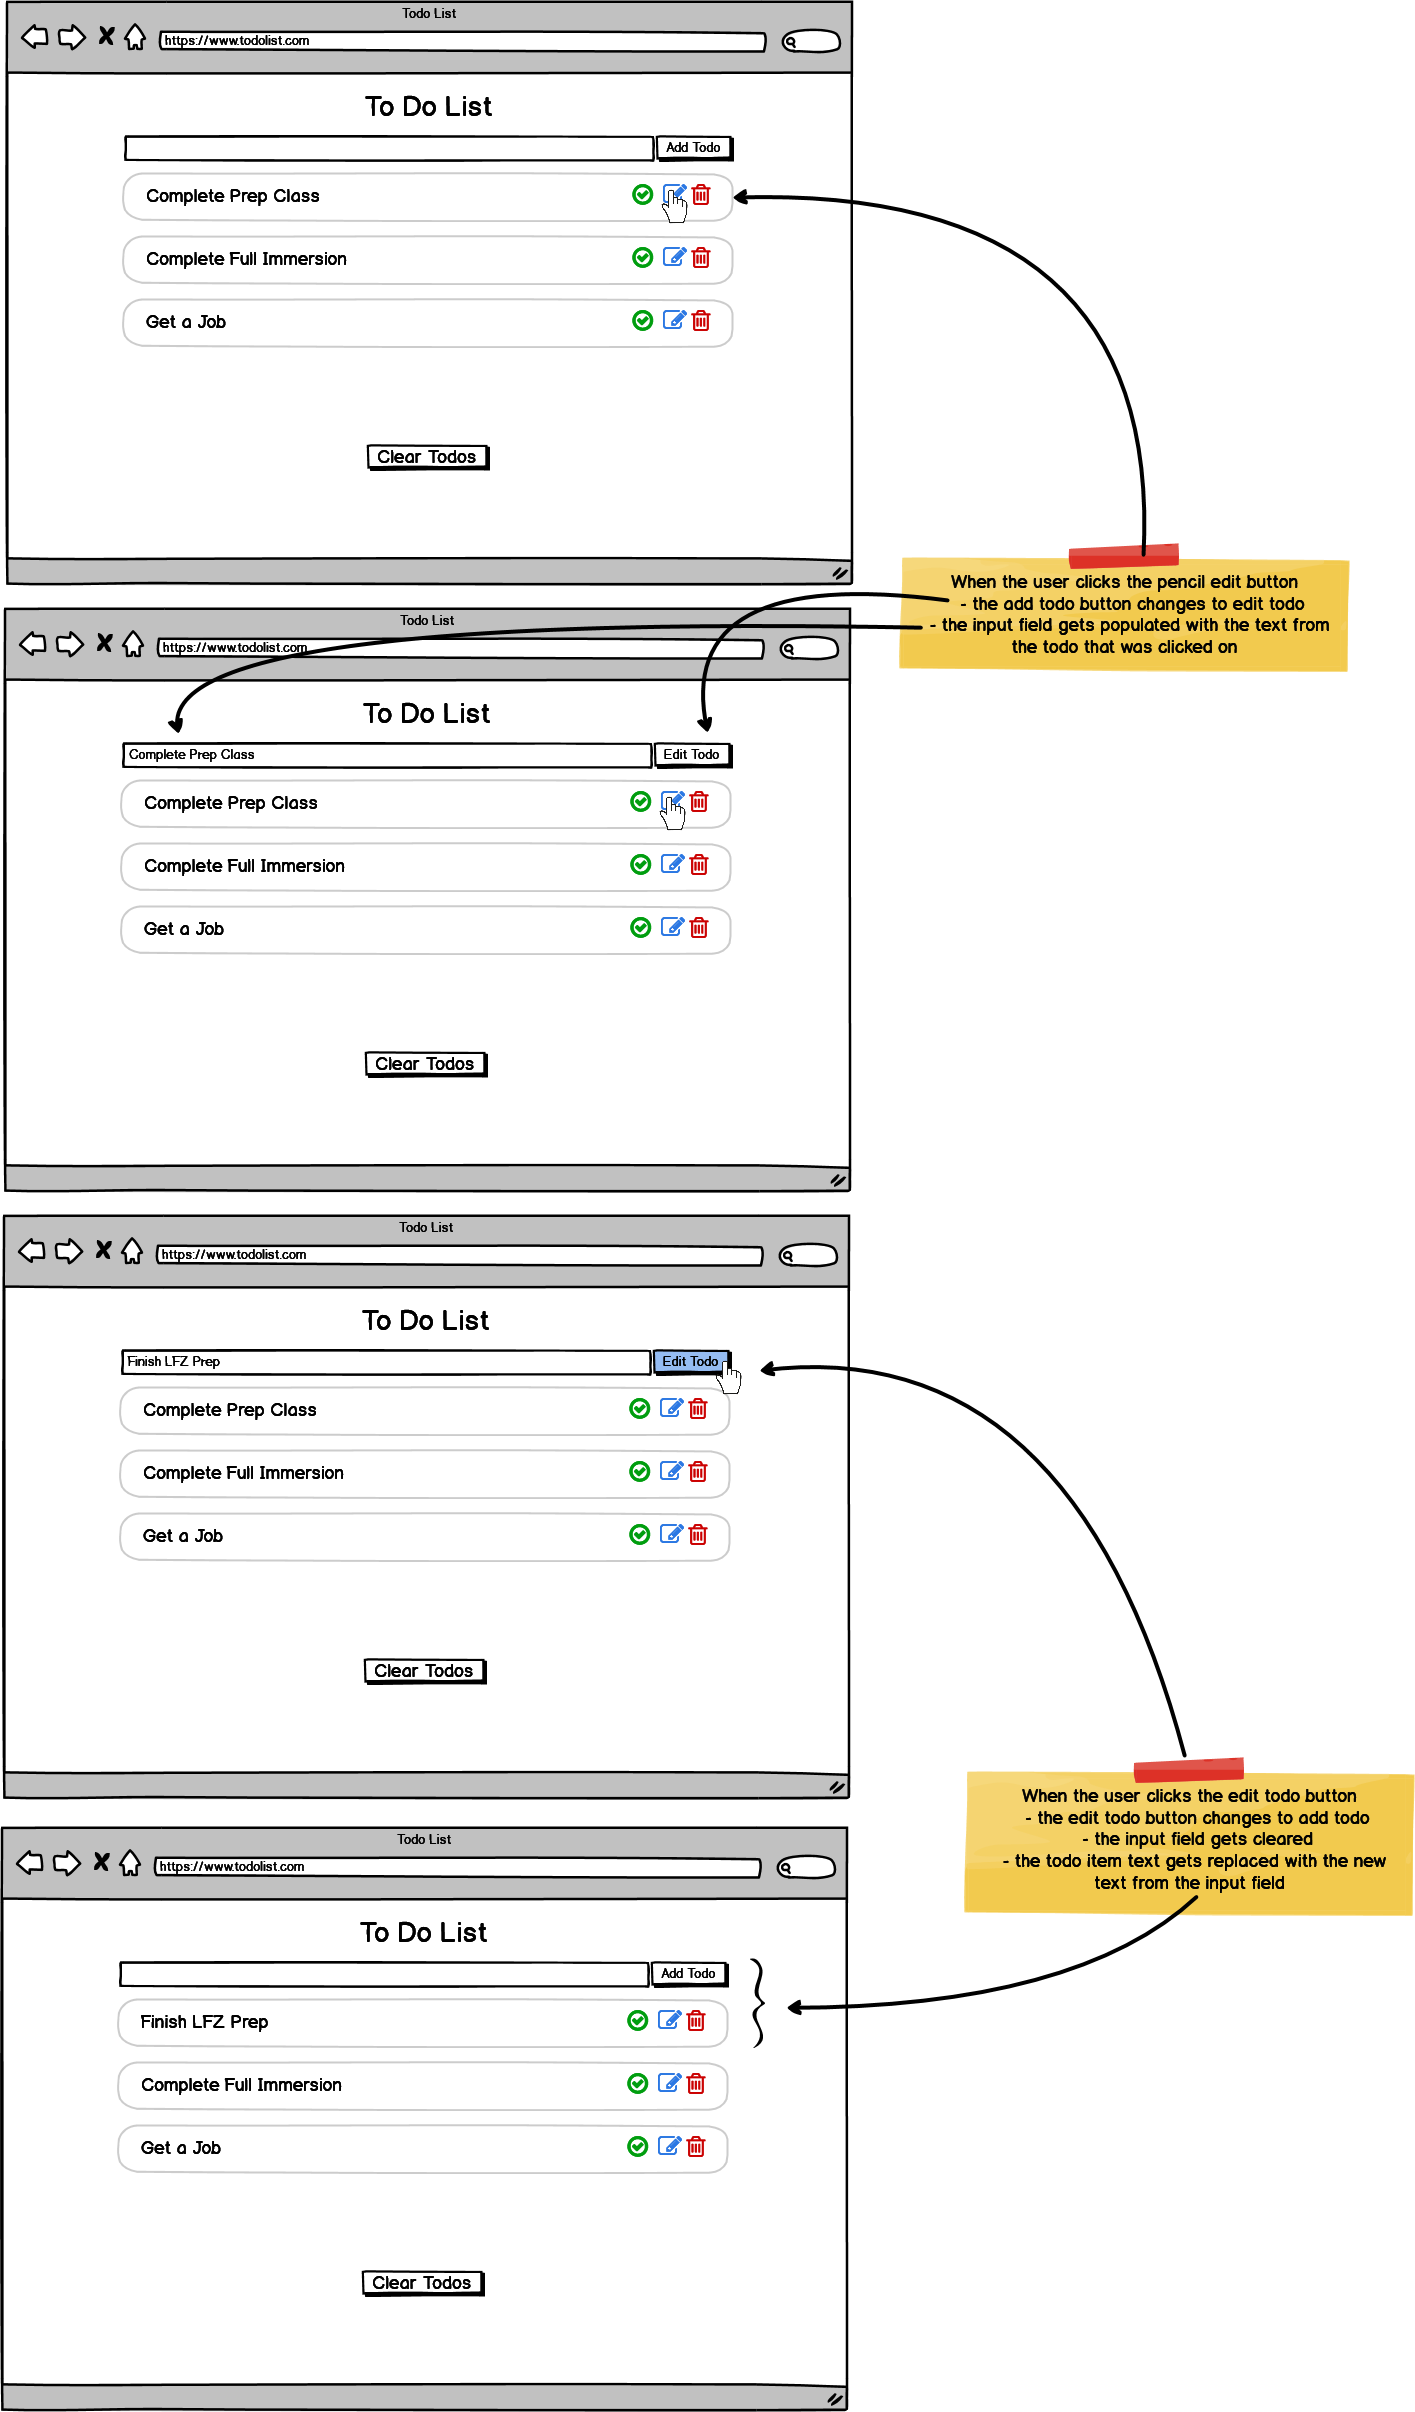 Todo List
https://www.todolist.com
To Do List
Add Todo
Complete Prep Class
Complete Full Immersion
Get a Job
Clear Todos
When the user clicks the pencil edit button
- the add todo button changes to edit todo
- the input field gets populated with the text from
the todo that was clicked on
Todo List
https://www.todolist.com
To Do List
Complete Prep Class Edit Todo
Complete Prep Class
Complete Full Immersion
Get a Job
Clear Todos
Todo List
https://www.todolist.com
To Do List
Finish LFZ Prep Edit Todo
Complete Prep Class
Complete Full Immersion
Get a Job
Clear Todos
When the user clicks the edit todo button
- the edit todo button changes to add todo
- the input field gets cleared
- the todo item text gets replaced with the new
text from the input field
Todo List
https://www.todolist.com
To Do List
Add Todo
Finish LFZ Prep
Complete Full Immersion
Get a Job
Clear Todos